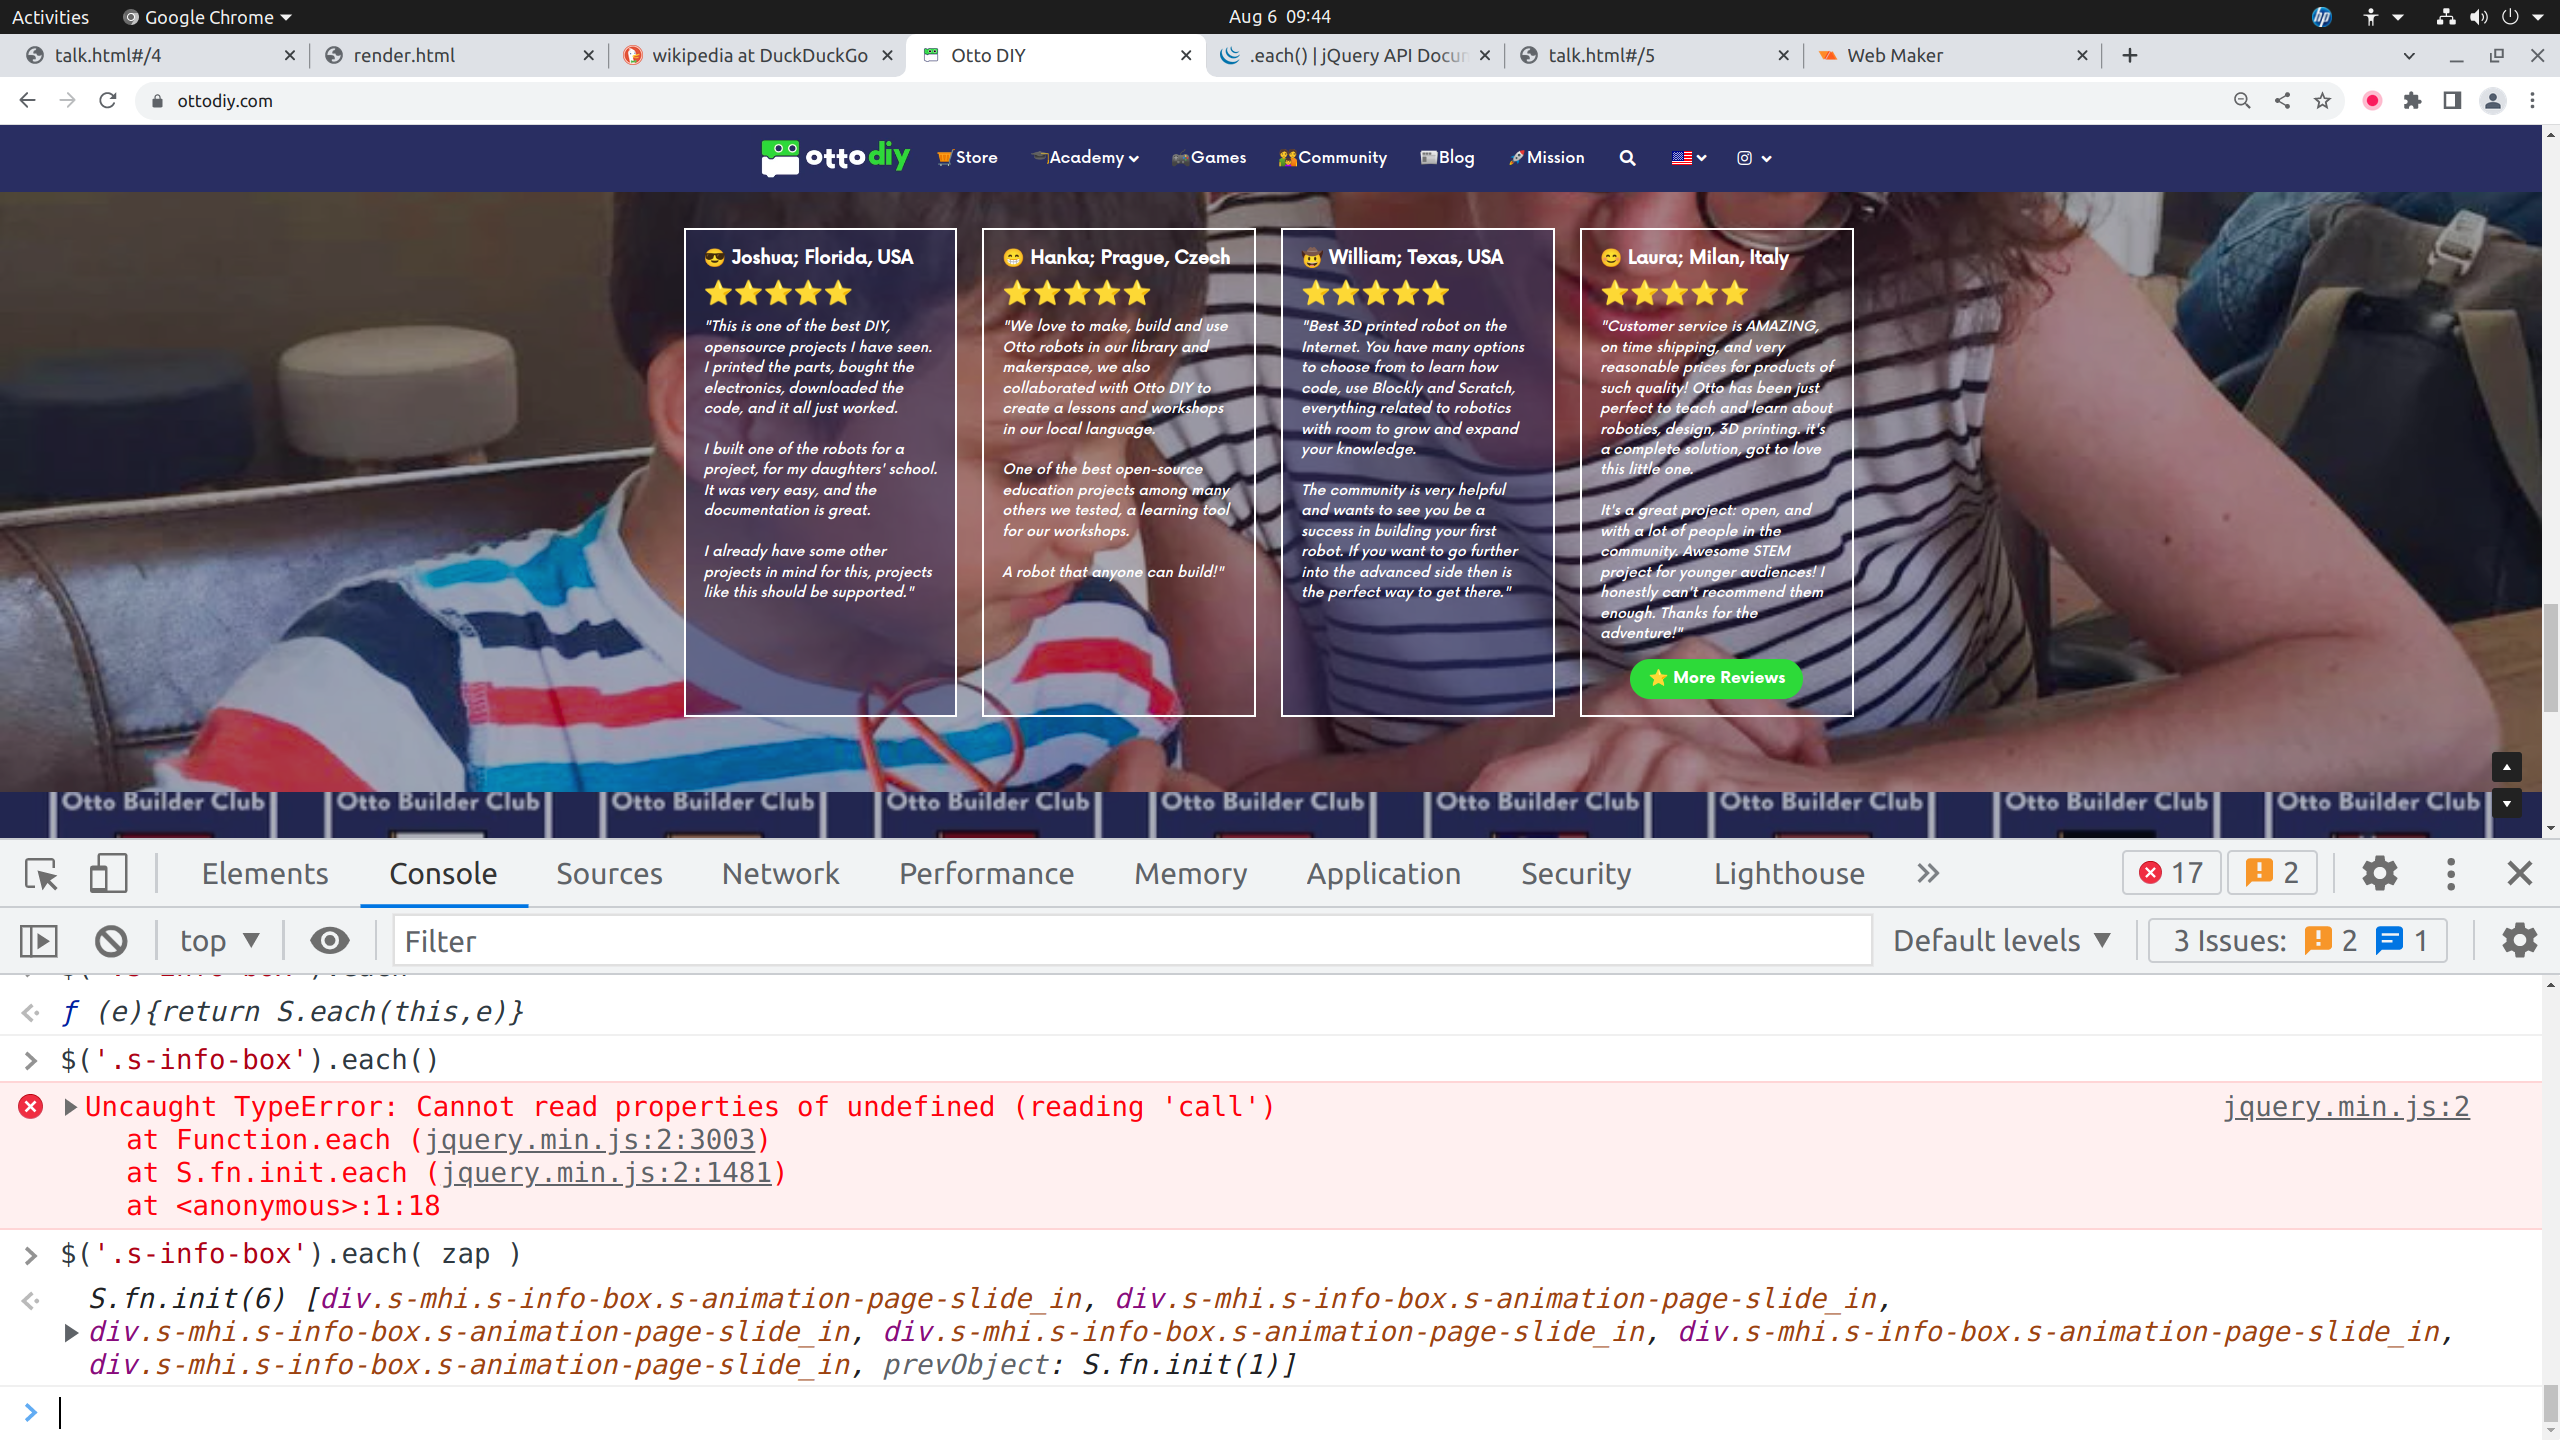 Activities
Google Chrome
Aug 6 09:44
talk.html#/4
render.html
wikipedia at DuckDuckGo
Otto DIY
.each() | jQuery API Docu
talk.html#/5
Web Maker
ottodiy.com
otto diy
Store
Academy
Games
Community
Blog
Mission
Joshua; Florida, USA
"This is one of the best DIY,
opensource projects I have seen.
I printed the parts, bought the
electronics, downloaded the
code, and it all just worked.
I built one of the robots for a
project, for my daughters' school.
It was very easy, and the
documentation is great.
I already have some other
projects in mind for this, projects
like this should be supported."
Hanka; Prague, Czech
"We love to make, build and use
Otto robots in our library and
makerspace, we also
collaborated with Otto DIY to
create a lessons and workshops
in our local language.
One of the best open-source
education projects among many
others we tested, a learning tool
for our workshops.
A robot that anyone can build!"
William; Texas, USA
"Best 3D printed robot on the
Internet. You have many options
to choose from to learn how
code, use Blockly and Scratch,
everything related to robotics
with room to grow and expand
your knowledge.
The community is very helpful
and wants to see you be a
success in building your first
robot. If you want to go further
into the advanced side then is
the perfect way to get there."
Laura; Milan, Italy
"Customer service is AMAZING,
on time shipping, and very
reasonable prices for products of
such quality! Otto has been just
perfect to teach and learn about
robotics, design, 3D printing. it's
a complete solution, got to love
this little one.
It's a great project: open, and
with a lot of people in the
community. Awesome STEM
project for younger audiences! I
honestly can't recommend them
enough. Thanks for the
adventure!"
More Reviews
Otto Builder Club Otto Builder Club Otto Builder Club Otto Builder Club Otto Builder Club Otto Builder Club Otto Builder Club Otto Builder Club Otto Builder Club
Elements Console Sources Network Performance Memory Application Security Lighthouse 17 2
top Filter Default levels 3 Issues: 2 1
$('.s-info-box').each
f (e){return S.each(this,e)}
$('.s-info-box').each()
Uncaught TypeError: Cannot read properties of undefined (reading 'call') jquery.min.js:2
at Function.each (jquery.min.js:2:3003)
at S.fn.init.each (jquery.min.js:2:1481)
at <anonymous>:1:18
$('.s-info-box').each( zap )
S.fn.init(6) [div.s-mhi.s-info-box.s-animation-page-slide_in, div.s-mhi.s-info-box.s-animation-page-slide_in,
div.s-mhi.s-info-box.s-animation-page-slide_in, div.s-mhi.s-info-box.s-animation-page-slide_in, div.s-mhi.s-info-box.s-animation-page-slide_in,
div.s-mhi.s-info-box.s-animation-page-slide_in, prevObject: S.fn.init(1)]